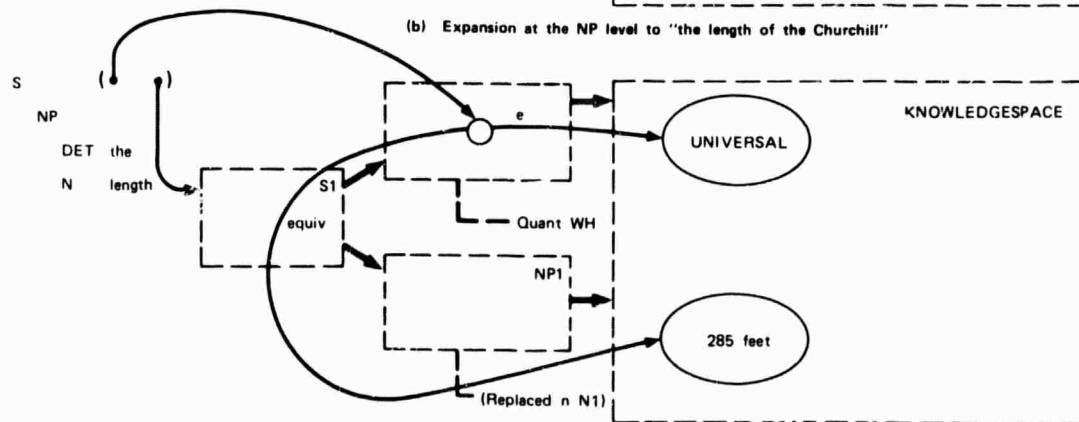 (b) Expansion at the NP level to "the length of the Churchill"
S ( )
NP
DET the
N length
e
KNOWLEDGESPACE
UNIVERSAL
S1
equiv
Quant WH
NP1
285 feet
(Replaced n N1)